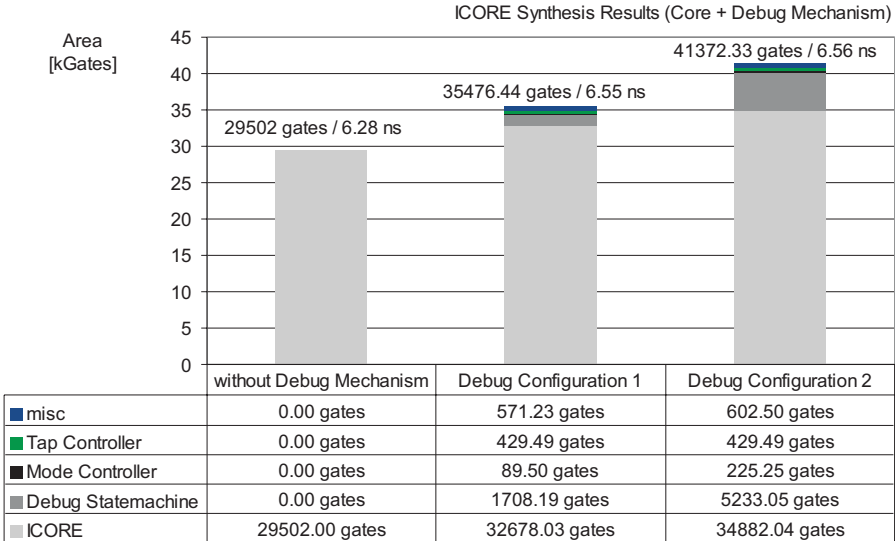 ICORE Synthesis Results (Core + Debug Mechanism)
Area
[kGates]
45
40
35
30
25
20
15
10
5
0
41372.33 gates / 6.56 ns
35476.44 gates / 6.55 ns
29502 gates / 6.28 ns
without Debug Mechanism Debug Configuration 1 Debug Configuration 2
misc 0.00 gates 571.23 gates 602.50 gates
Tap Controller 0.00 gates 429.49 gates 429.49 gates
Mode Controller 0.00 gates 89.50 gates 225.25 gates
Debug Statemachine 0.00 gates 1708.19 gates 5233.05 gates
ICORE 29502.00 gates 32678.03 gates 34882.04 gates